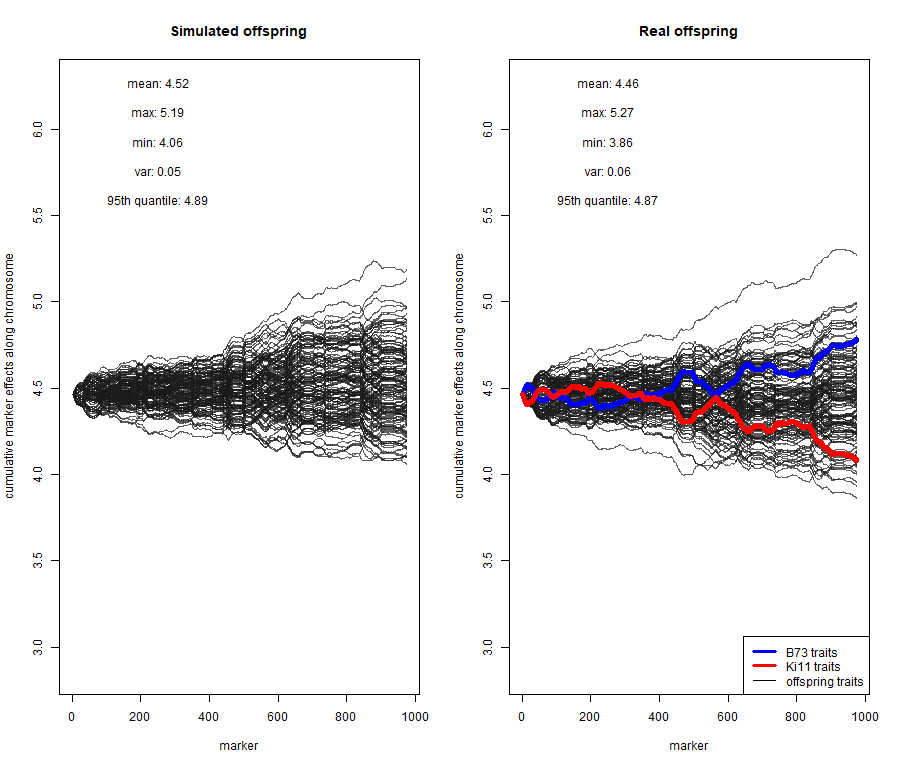 Simulated offspring
mean: 4.52
max: 5.19
min: 4.06
var: 0.05
95th quantile: 4.89
cumulative marker effects along chromosome
6.0
5.5
5.0
4.5
4.0
3.5
3.0
0 200 400 600 800 1000
marker
Real offspring
mean: 4.46
max: 5.27
min: 3.86
var: 0.06
95th quantile: 4.87
cumulative marker effects along chromosome
6.0
5.5
5.0
4.5
4.0
3.5
3.0
B73 traits
Ki11 traits
offspring traits
0 200 400 600 800 1000
marker